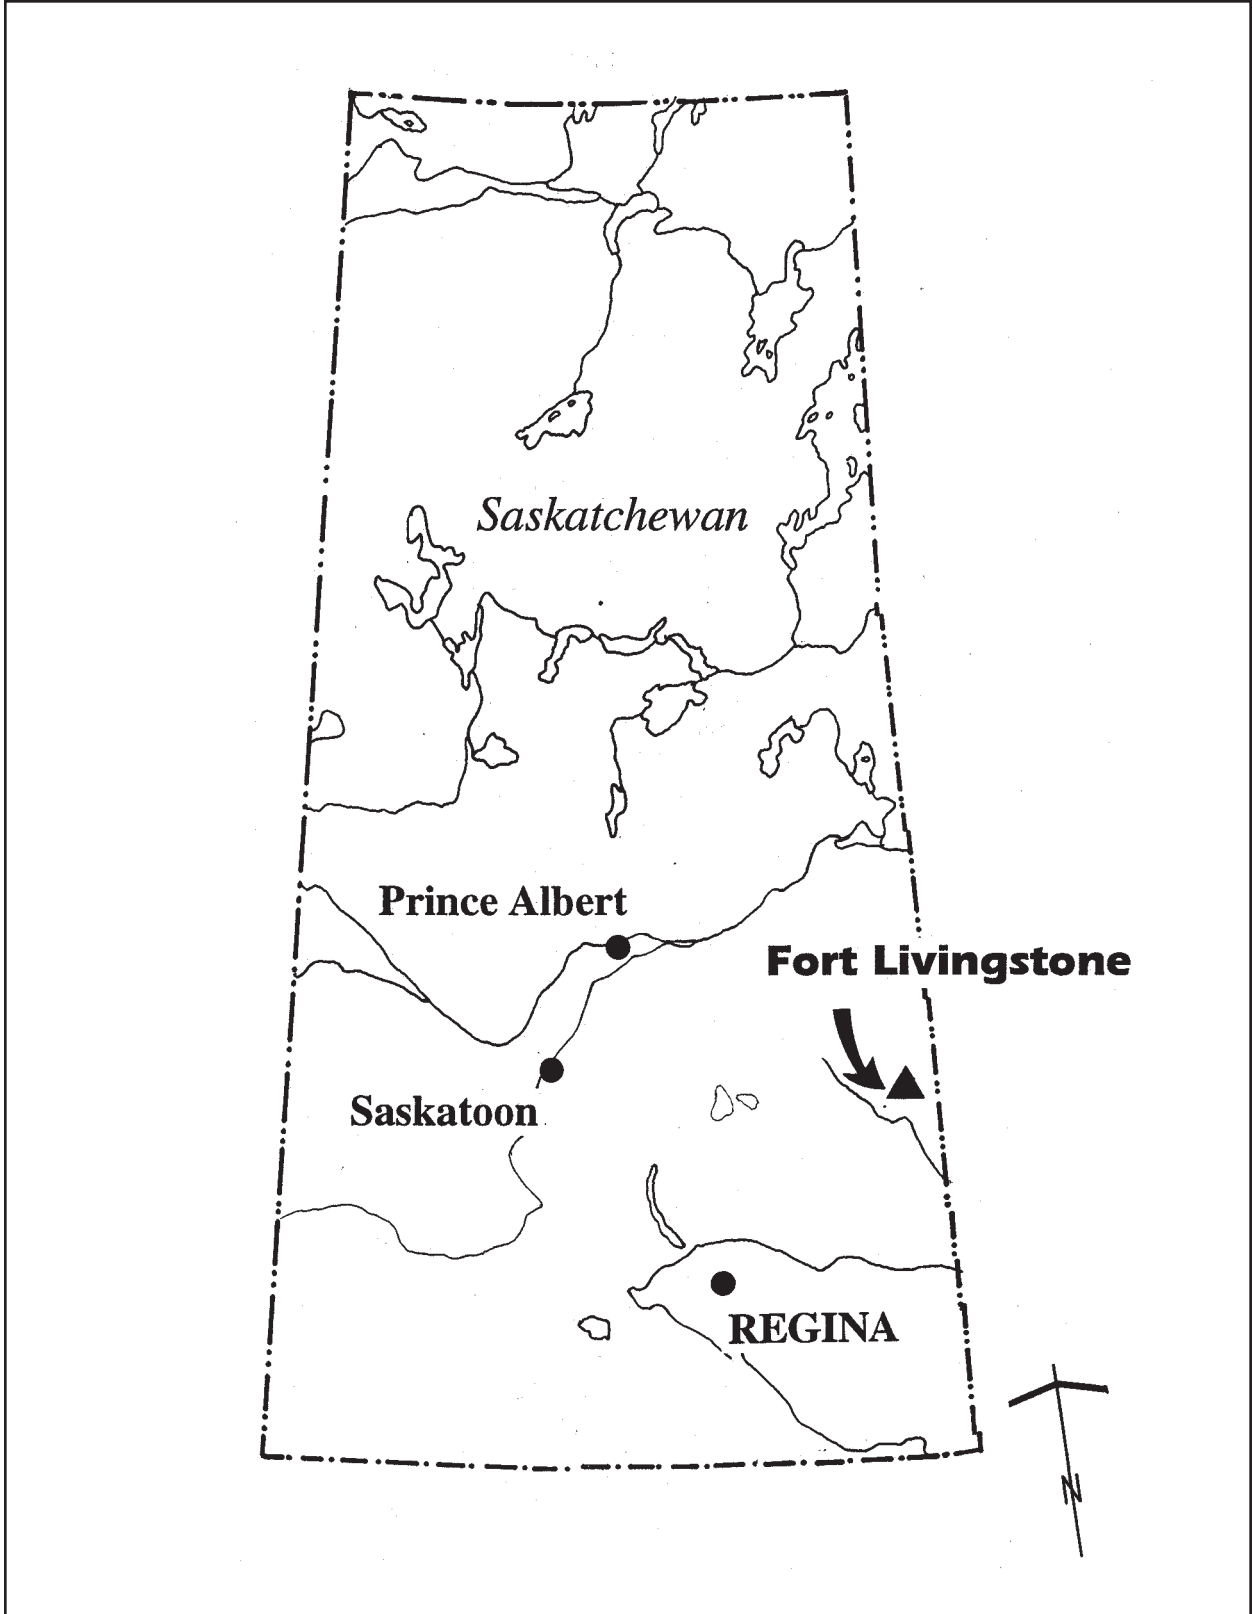 Saskatchewan
Prince Albert
Fort Livingstone
Saskatoon
REGINA
N